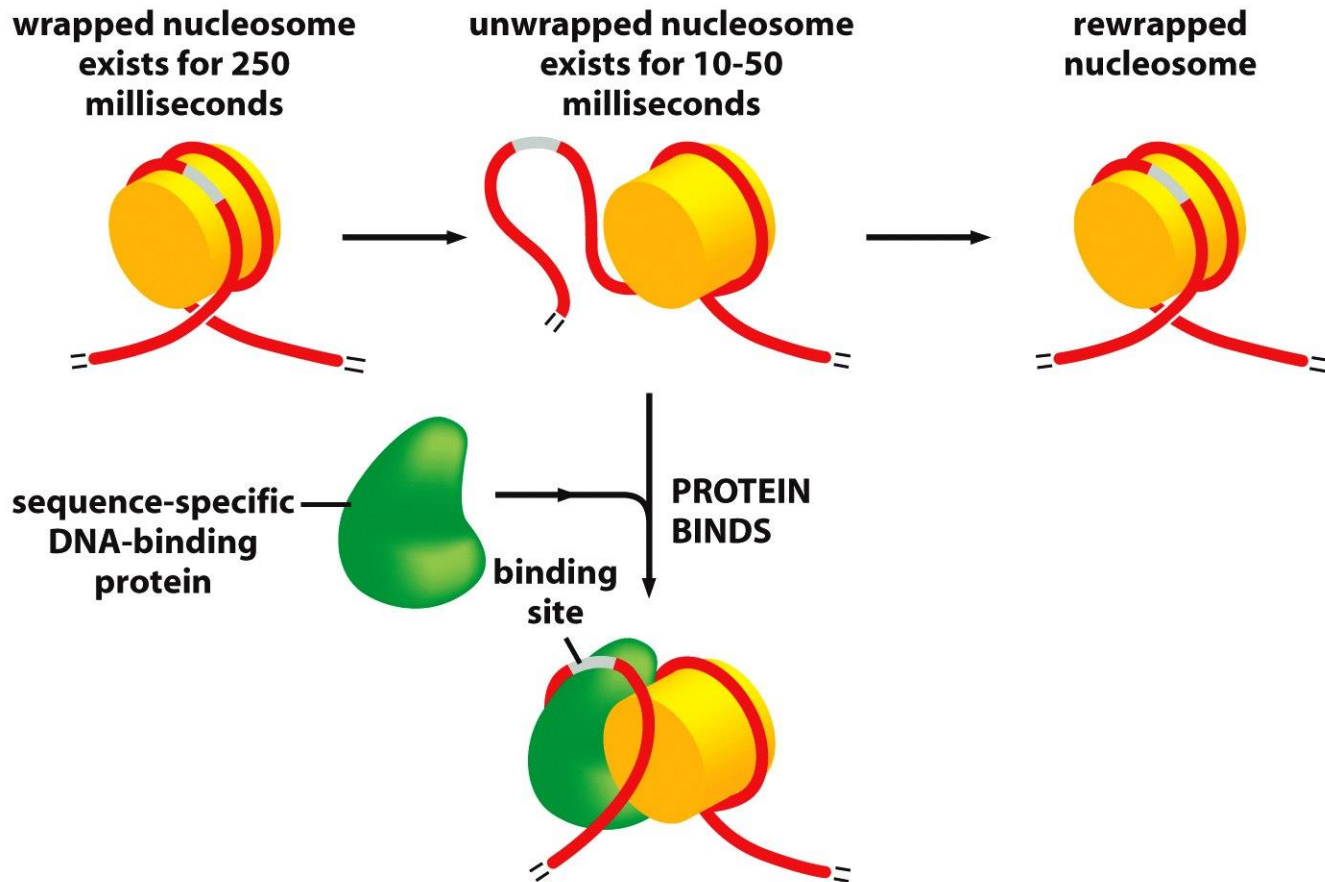 wrapped nucleosome
exists for 250
milliseconds
unwrapped nucleosome
exists for 10-50
milliseconds
rewrapped
nucleosome
sequence-specific
DNA-binding
protein
PROTEIN
BINDS
binding
site